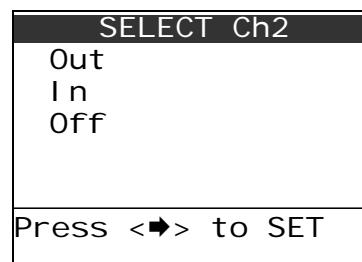 SELECT Ch2
Out
In
Off
Press <➡> to SET